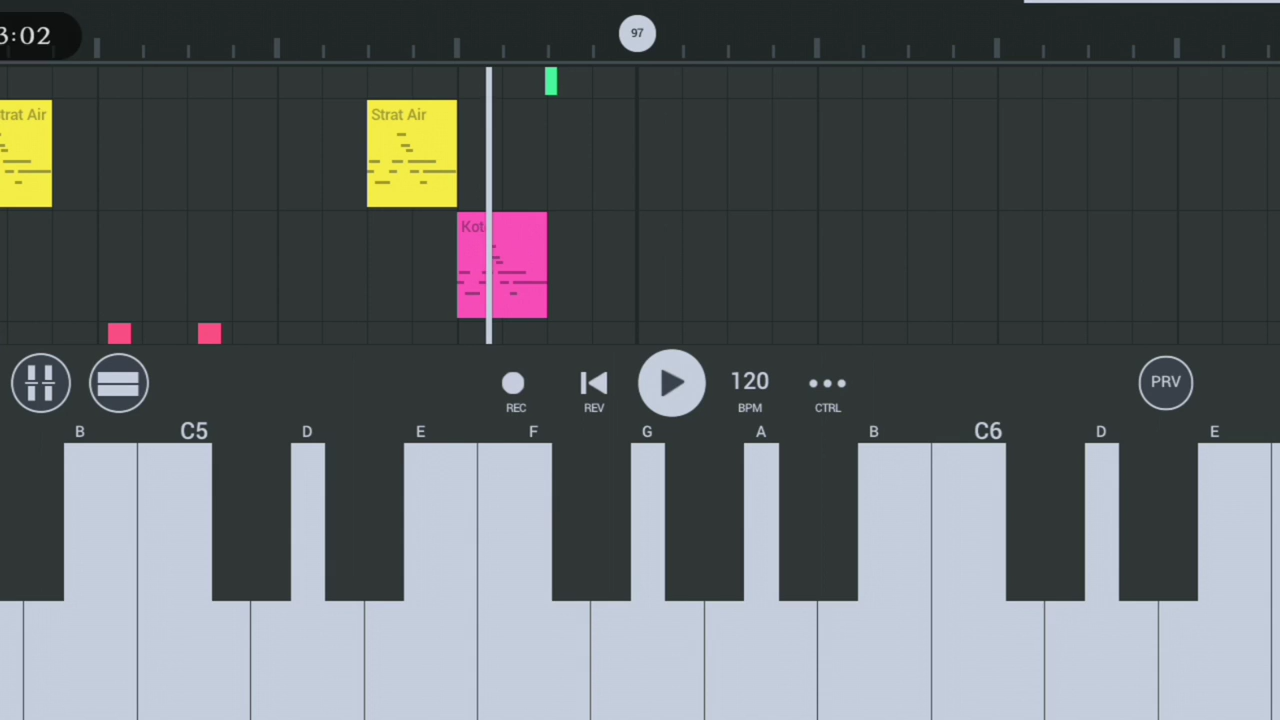 3:02
97
trat Air
Strat Air
Kot
REC
REV
120
BPM
CTRL
PRV
B
C5
D
E
F
G
A
B
C6
D
E